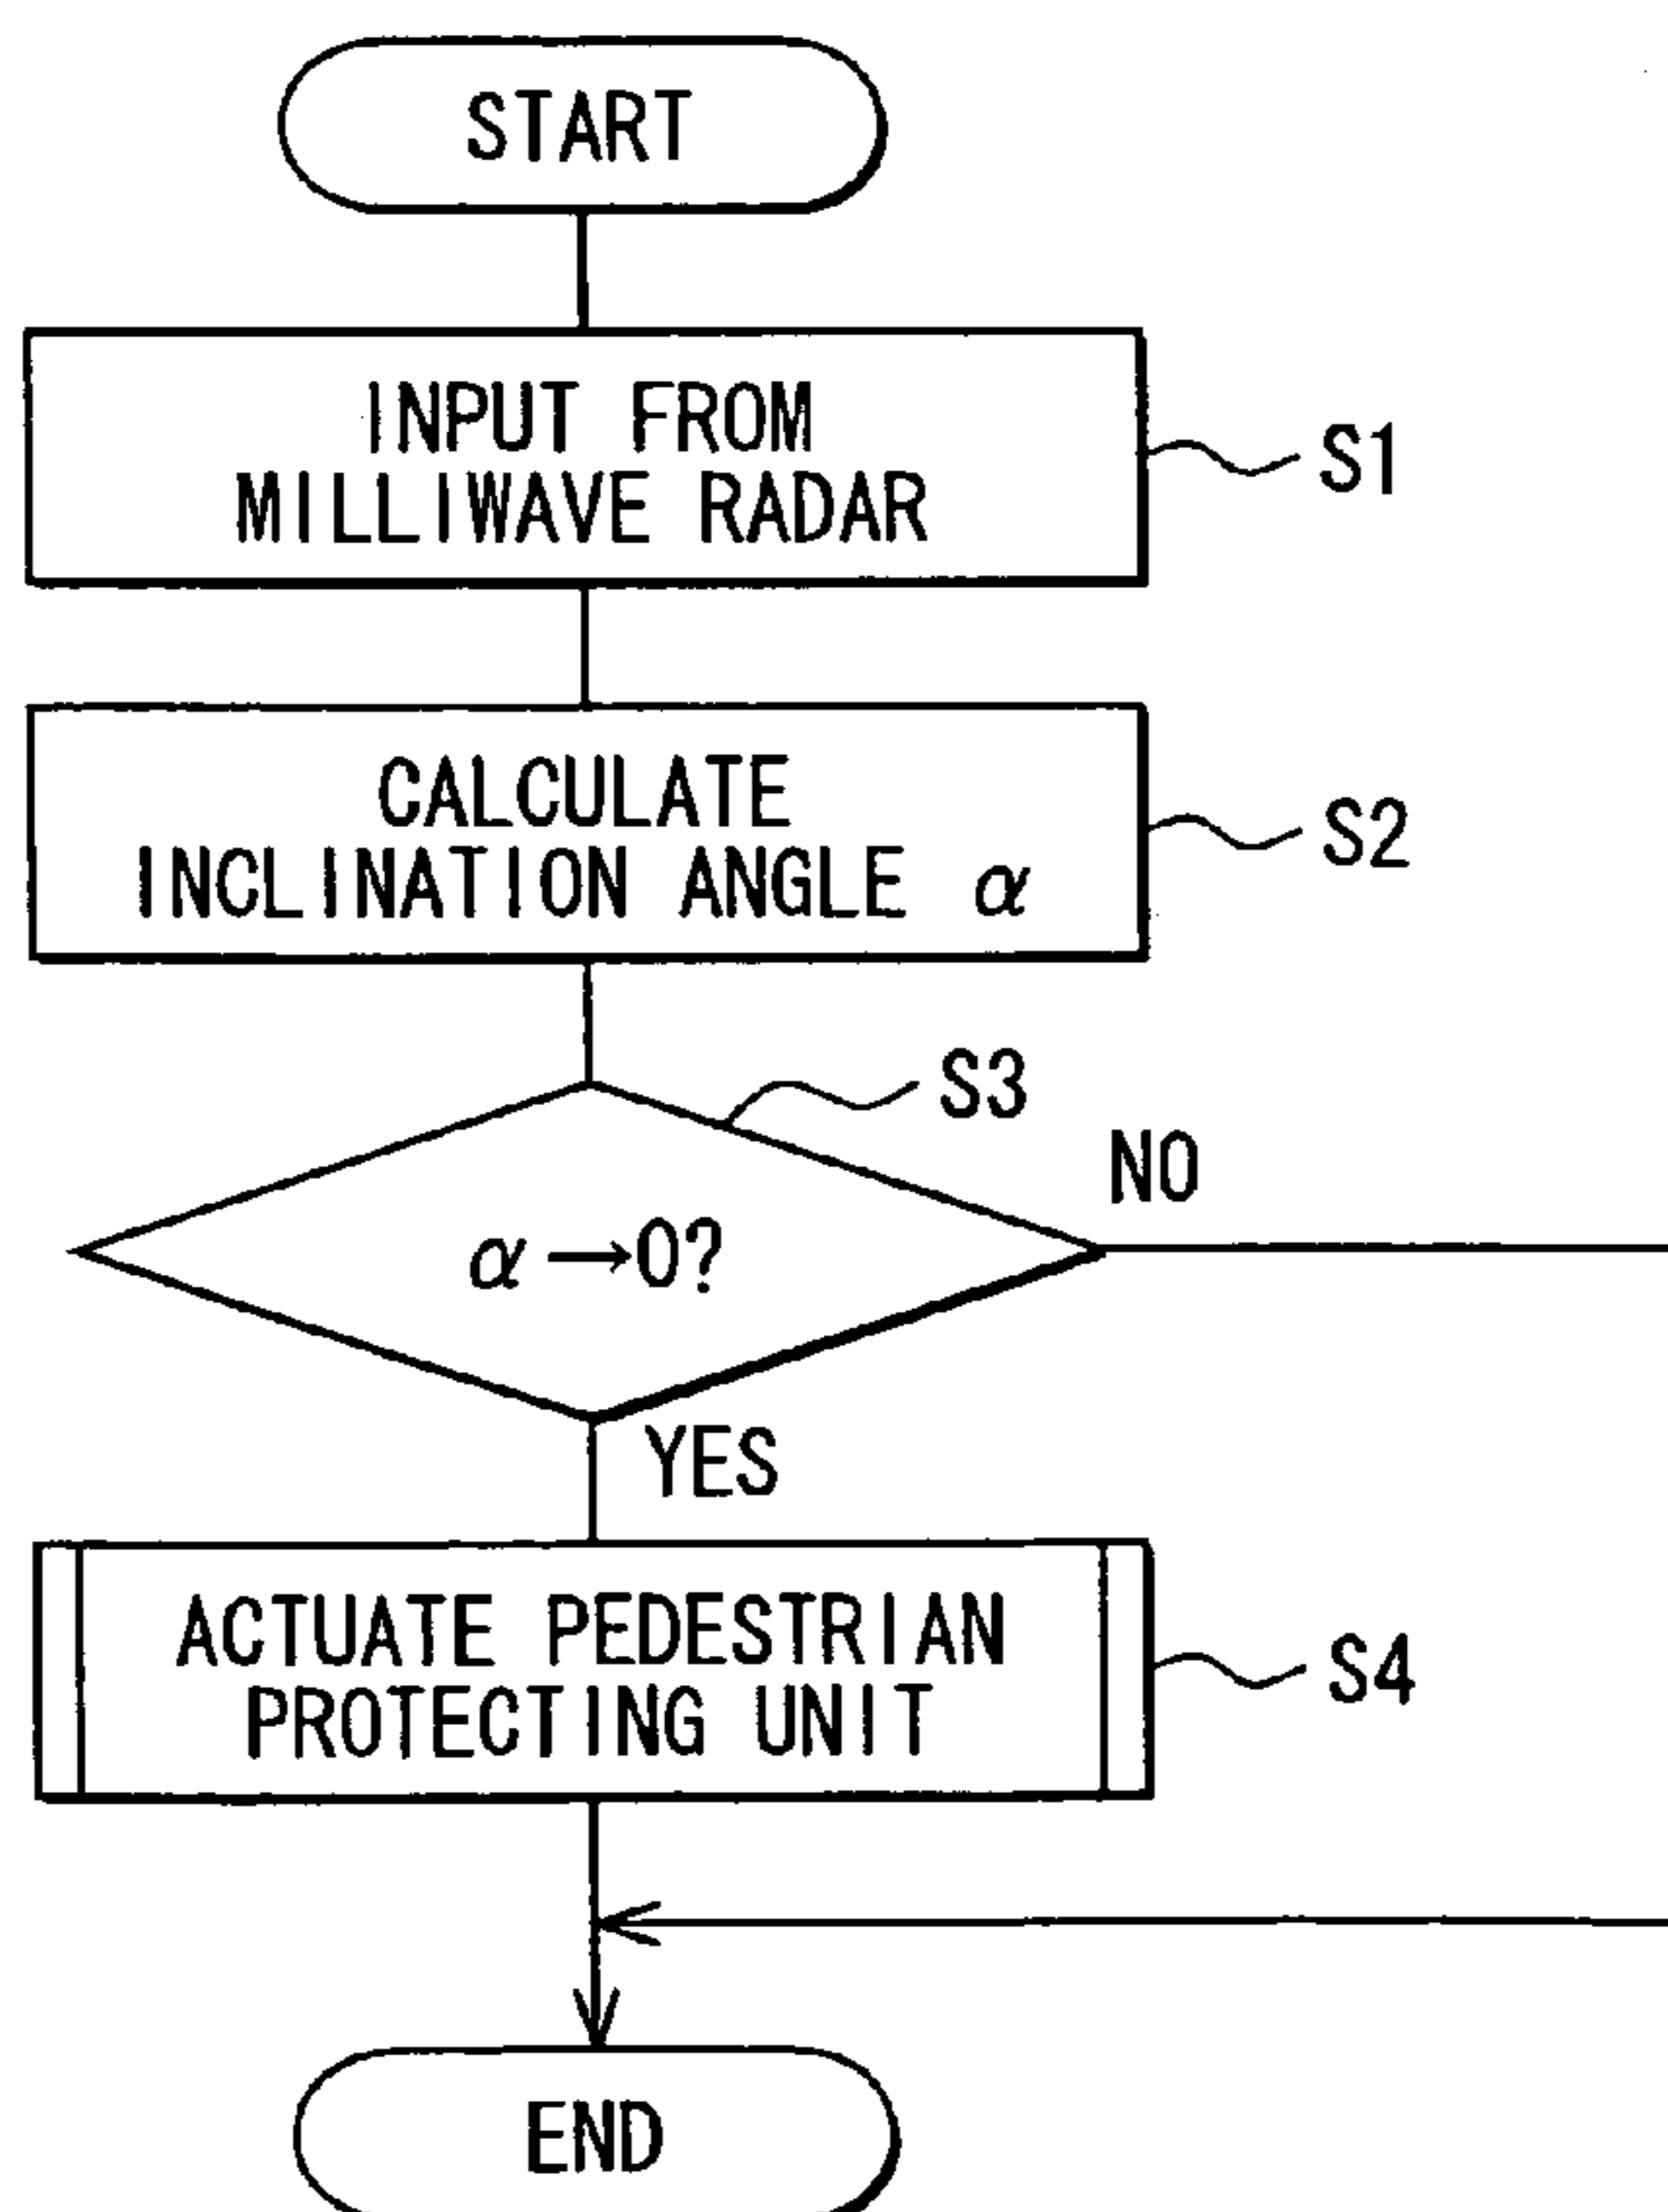 START
INPUT FROM
MILLIWAVE RADAR
S1
CALCULATE
INCLINATION ANGLE α
S2
S3
α→0?
NO
YES
ACTUATE PEDESTRIAN
PROTECTING UNIT
S4
END